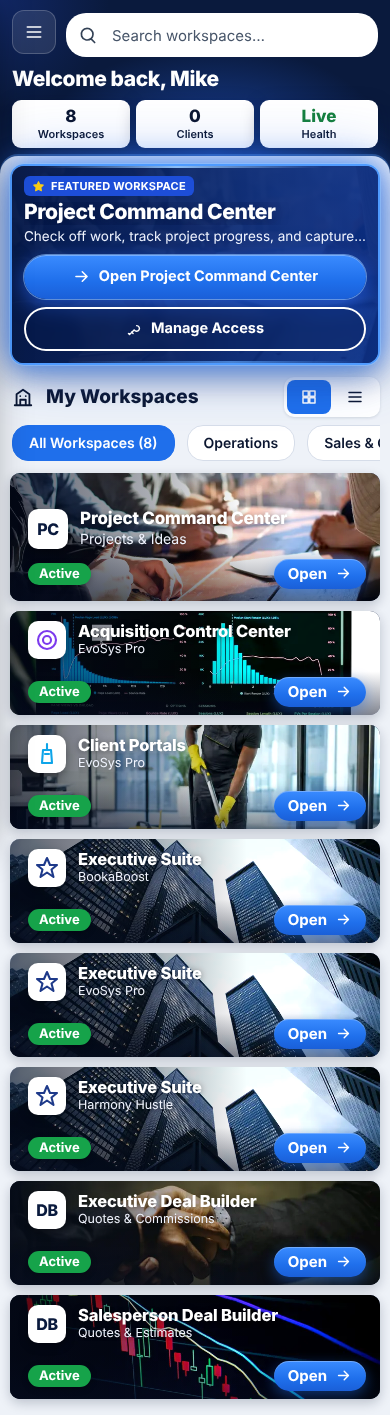 Search workspaces...
Welcome back, Mike
8
Workspaces
0
Clients
Live
Health
FEATURED WORKSPACE
Project Command Center
Check off work, track project progress, and capture...
Open Project Command Center
Manage Access
My Workspaces
All Workspaces (8)
Operations
Sales &
PC
Project Command Center
Projects & Ideas
Active
Open
Acquisition Control Center
EvoSys Pro
Active
Open
Client Portals
EvoSys Pro
Active
Open
Executive Suite
BookaBoost
Active
Open
Executive Suite
EvoSys Pro
Active
Open
Executive Suite
Harmony Hustle
Active
Open
DB
Executive Deal Builder
Quotes & Commissions
Active
Open
DB
Salesperson Deal Builder
Quotes & Estimates
Active
Open